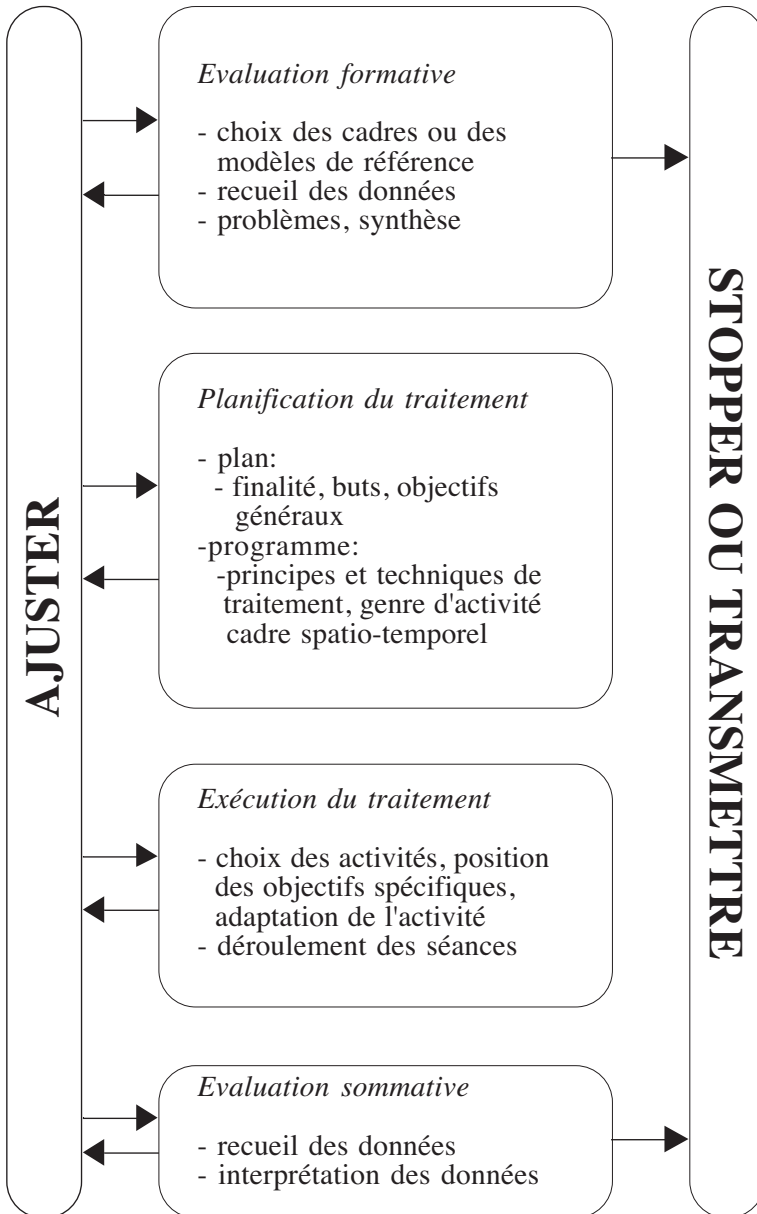 AJUSTER
Evaluation formative
- choix des cadres ou des
modèles de référence
- recueil des données
- problèmes, synthèse
Planification du traitement
- plan:
- finalité, buts, objectifs
généraux
-programme:
-principes et techniques de
traitement, genre d'activité
cadre spatio-temporel
Exécution du traitement
- choix des activités, position
des objectifs spécifiques,
adaptation de l'activité
- déroulement des séances
Evaluation sommative
- recueil des données
- interprétation des données
STOPPER OU TRANSMETTRE